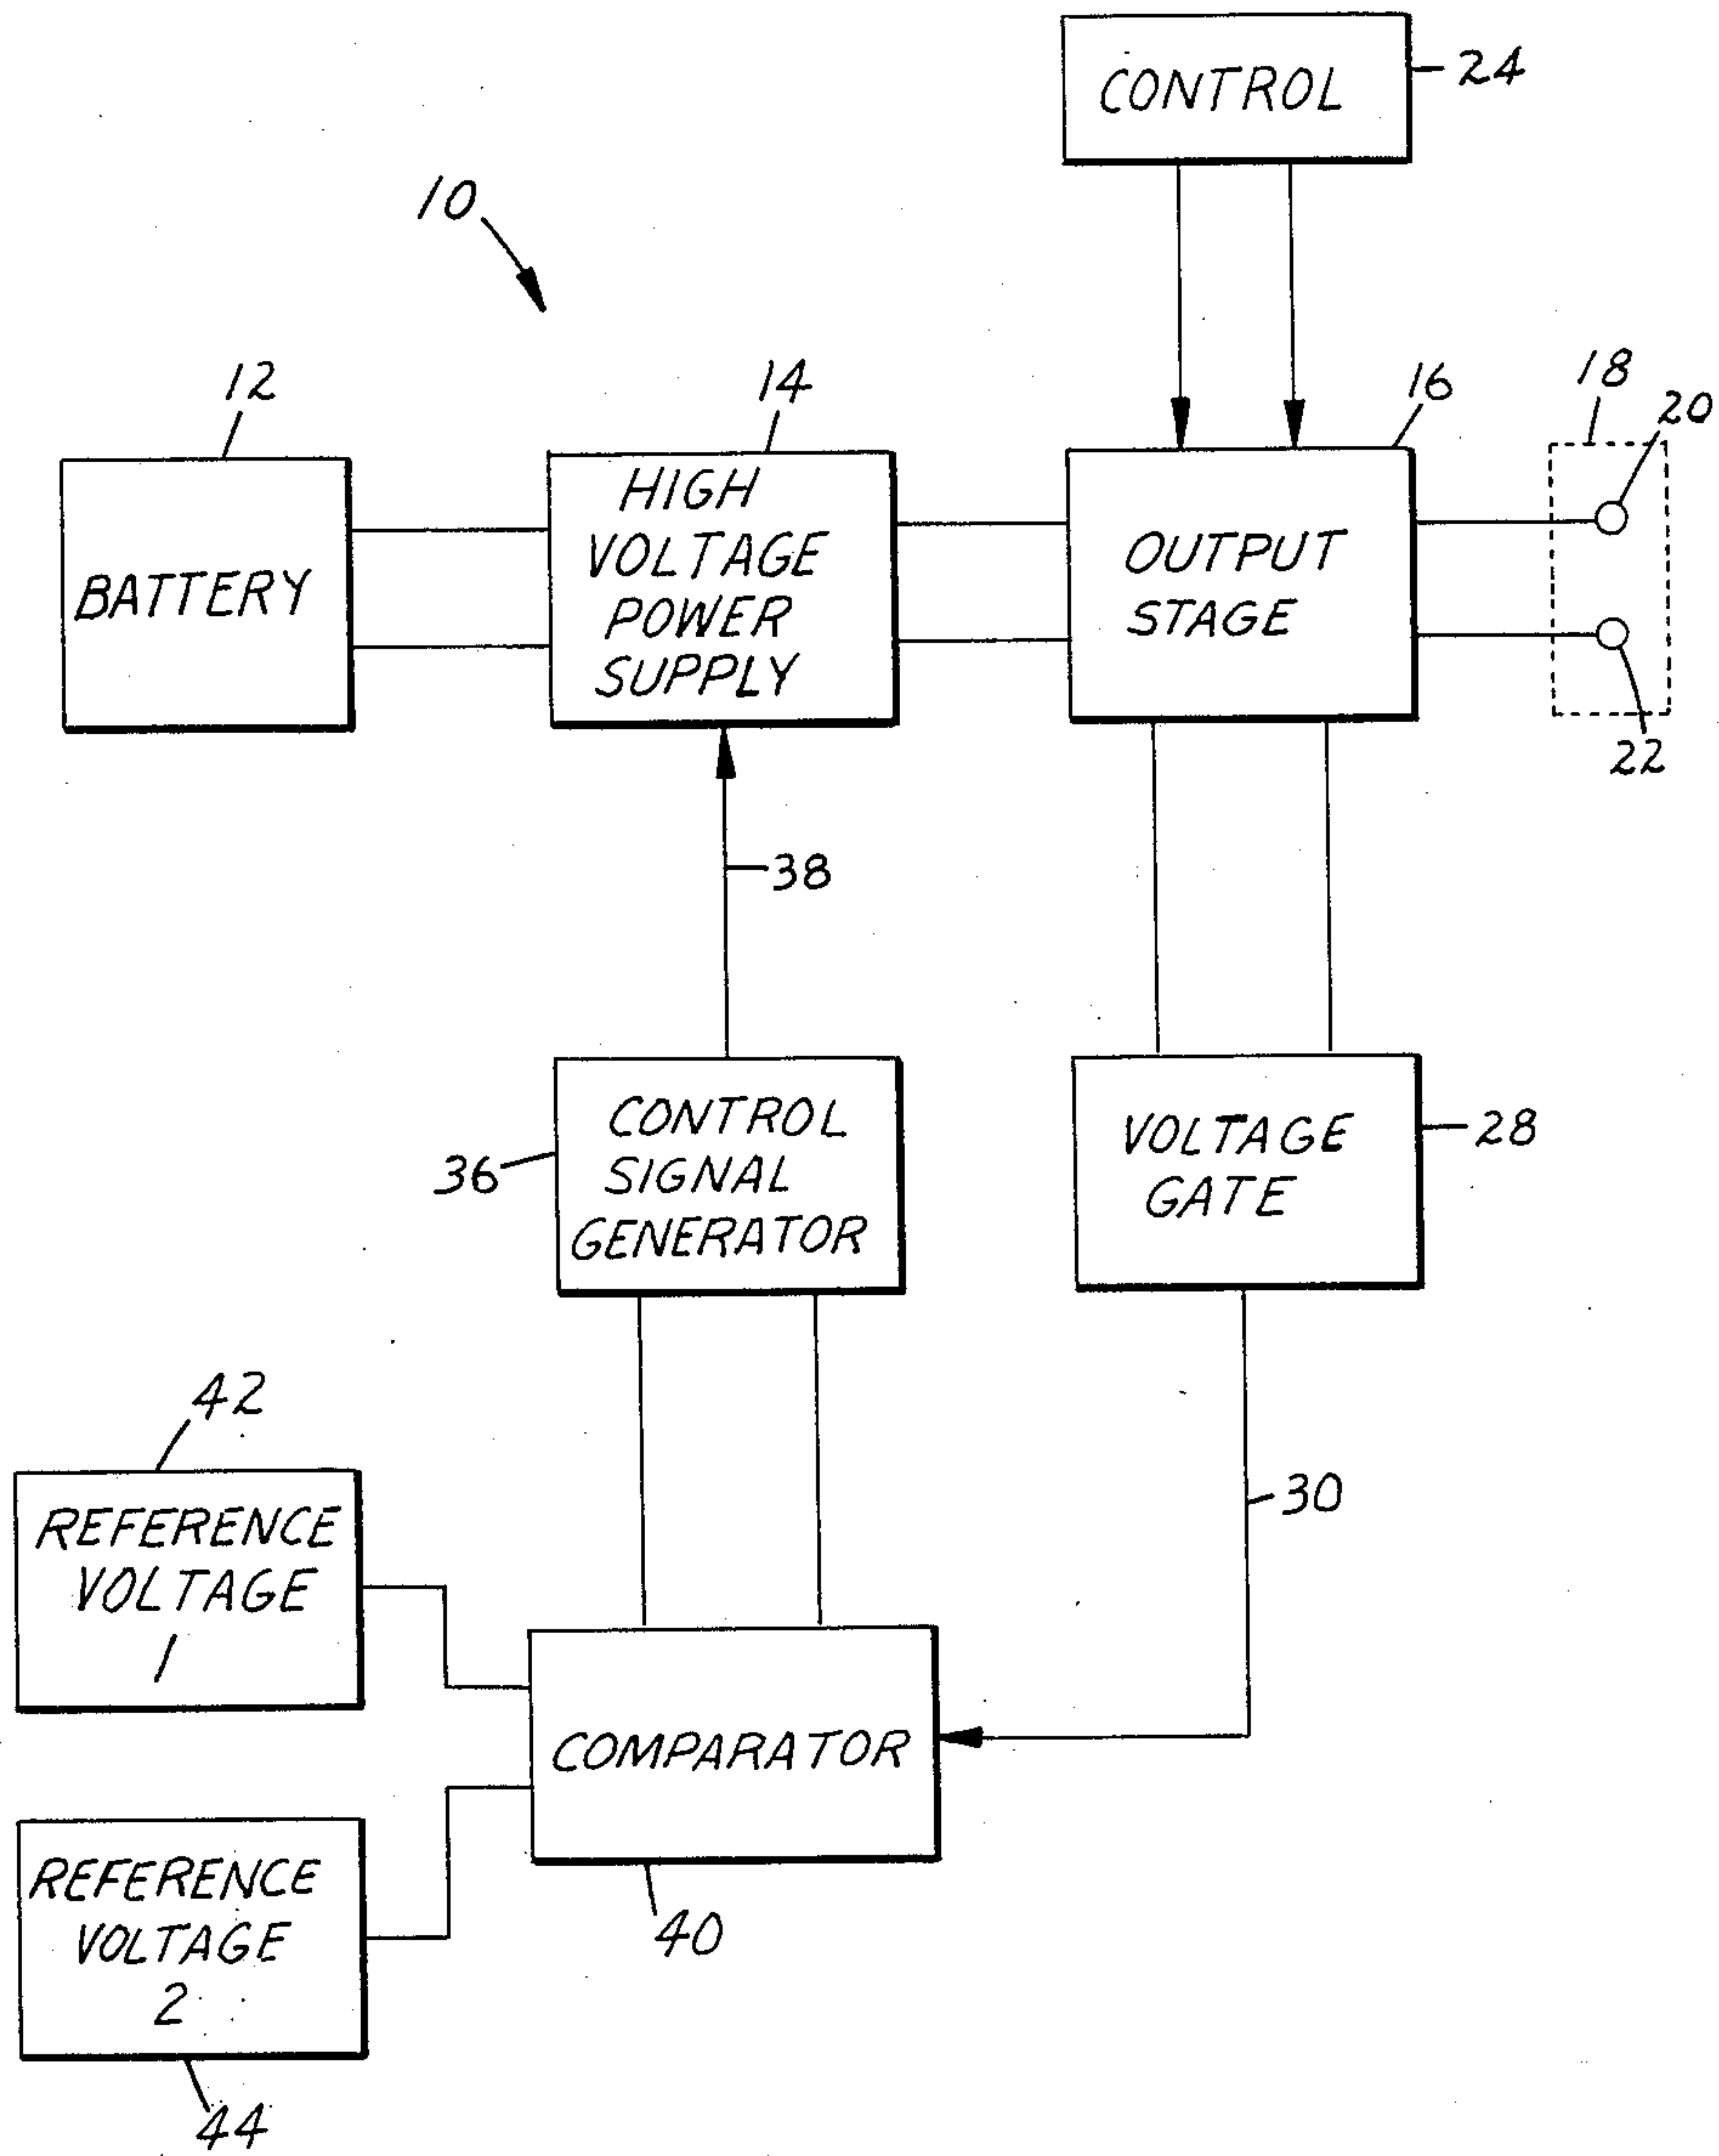 CONTROL
24
10
12
14
16
18
20
BATTERY
HIGH
VOLTAGE
POWER
SUPPLY
OUTPUT
STAGE
22
38
CONTROL
SIGNAL
GENERATOR
36
VOLTAGE
GATE
28
42
30
REFERENCE
VOLTAGE
1
COMPARATOR
REFERENCE
VOLTAGE
2
40
44